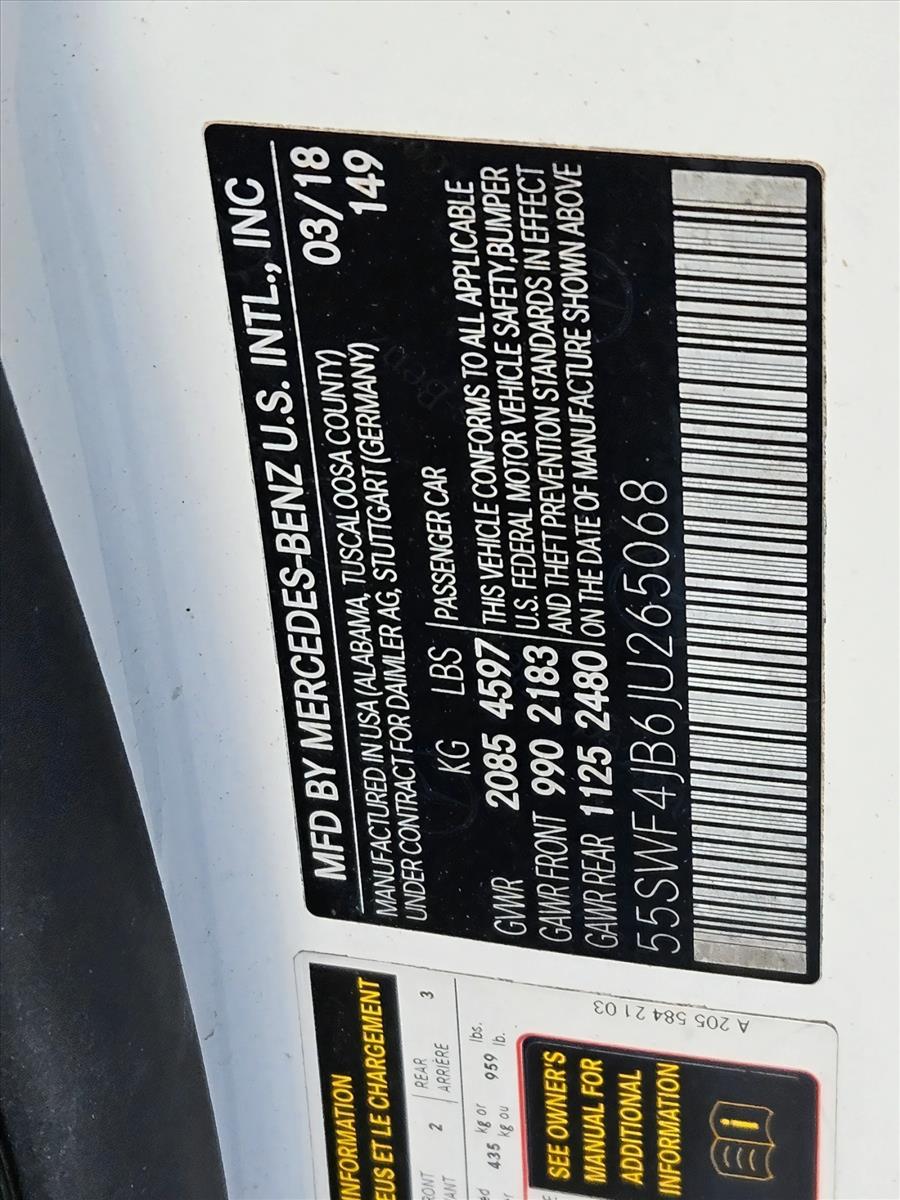 MFD BY MERCEDES-BENZ U.S. INTL., INC
MANUFACTURED IN USA (ALABAMA, TUSCALOOSA COUNTY) 03/18
UNDER CONTRACT FOR DAIMLER AG, STUTTGART (GERMANY) 149
KG LBS PASSENGER CAR
GVWR 2085 4597 THIS VEHICLE CONFORMS TO ALL APPLICABLE
GAWR FRONT 990 2183 U.S. FEDERAL MOTOR VEHICLE SAFETY,BUMPER
AND THEFT PREVENTION STANDARDS IN EFFECT
GAWR REAR 1125 2480 ON THE DATE OF MANUFACTURE SHOWN ABOVE
55SWF4JB6JU265068
ET LE CHARGEMENT
2 REAR 3
ARRIÈRE
435 kg or 959 lbs.
kg ou lb.
SEE OWNER'S
MANUAL FOR
ADDITIONAL
INFORMATION
A 205 584 21 03